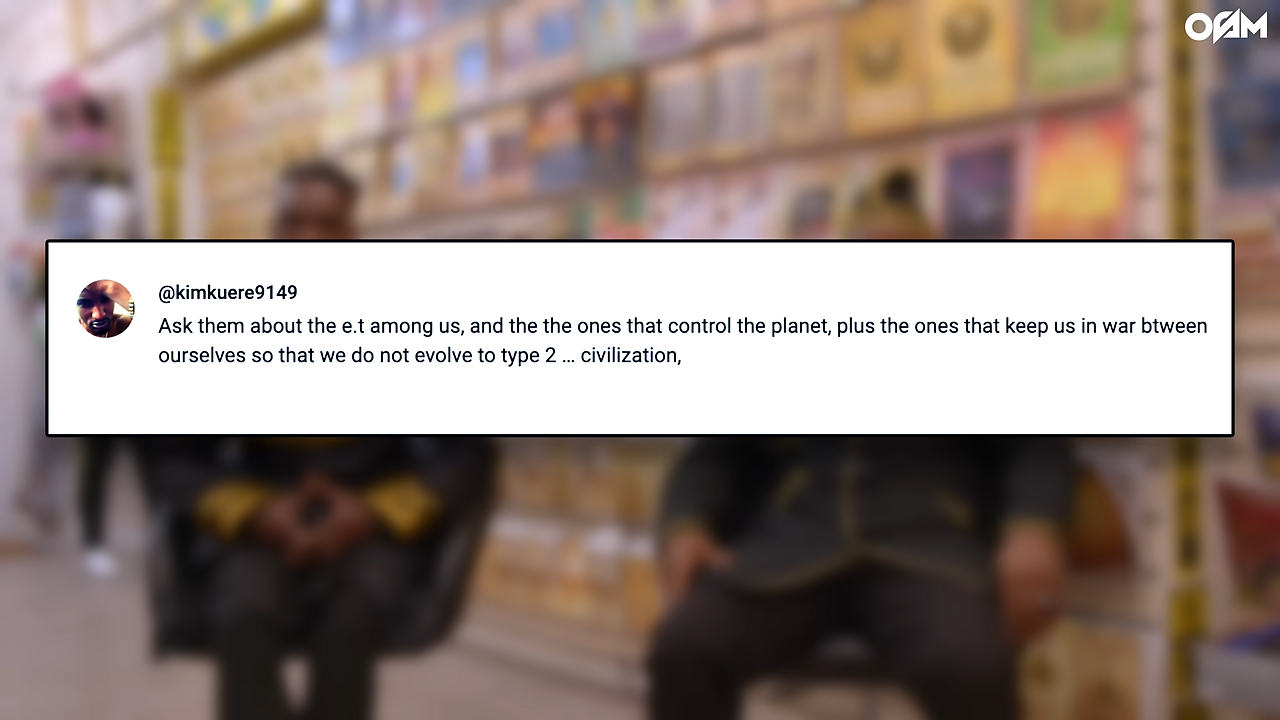 OSM
@kimkuere9149
Ask them about the e.t among us, and the the ones that control the planet, plus the ones that keep us in war btween
ourselves so that we do not evolve to type 2 ... civilization,